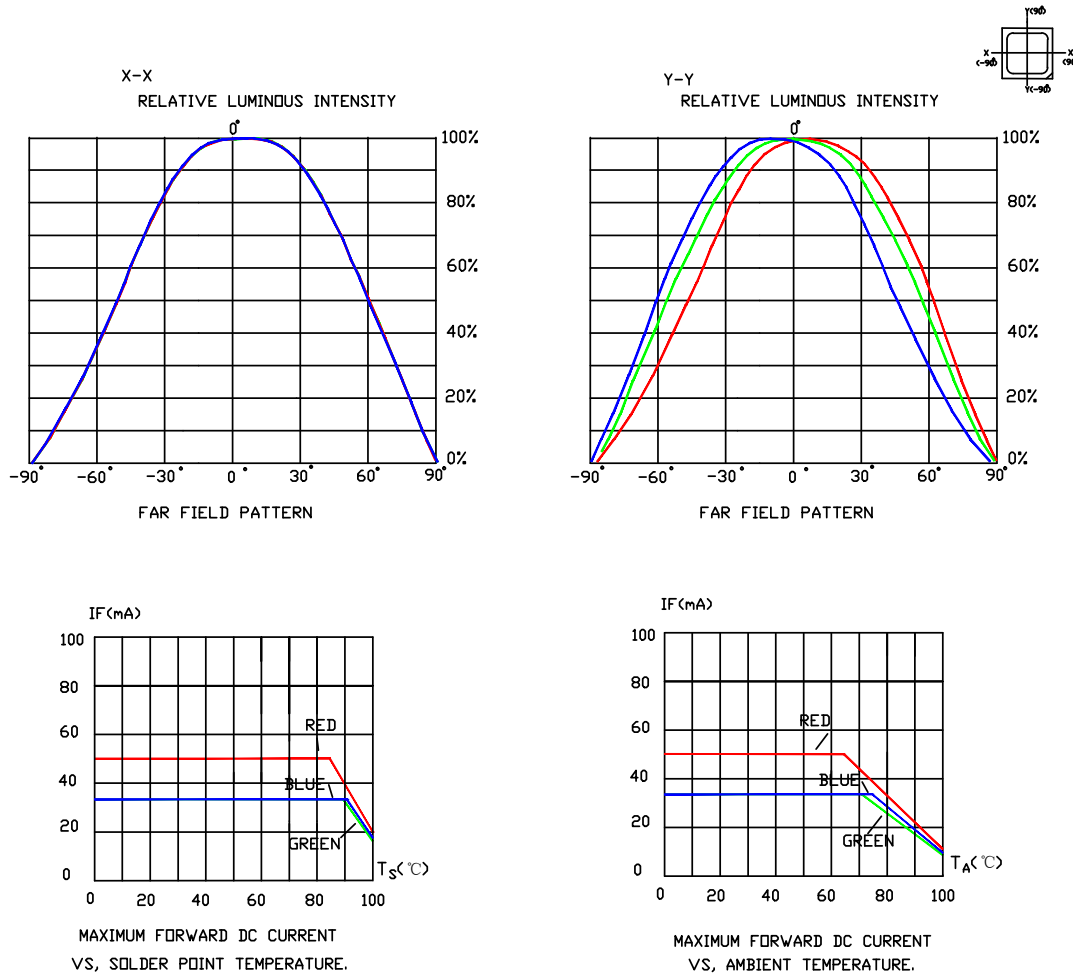 Y(90°)
X X
(-90°) (90
Y(-90°)
X-X
RELATIVE LUMINOUS INTENSITY
0°
100%
80%
60%
40%
20%
0%
-90° -60° -30° 0° 30° 60° 90°
FAR FIELD PATTERN
Y-Y
RELATIVE LUMINOUS INTENSITY
0°
100%
80%
60%
40%
20%
0%
-90° -60° -30° 0° 30° 60° 90°
FAR FIELD PATTERN
IF(mA)
100
80
60
40
20
0
RED
BLUE
GREEN
TS(℃)
0 20 40 60 80 100
MAXIMUM FORWARD DC CURRENT
VS, SOLDER POINT TEMPERATURE.
IF(mA)
100
80
60
40
20
0
RED
BLUE
GREEN
TA(℃)
0 20 40 60 80 100
MAXIMUM FORWARD DC CURRENT
VS, AMBIENT TEMPERATURE.